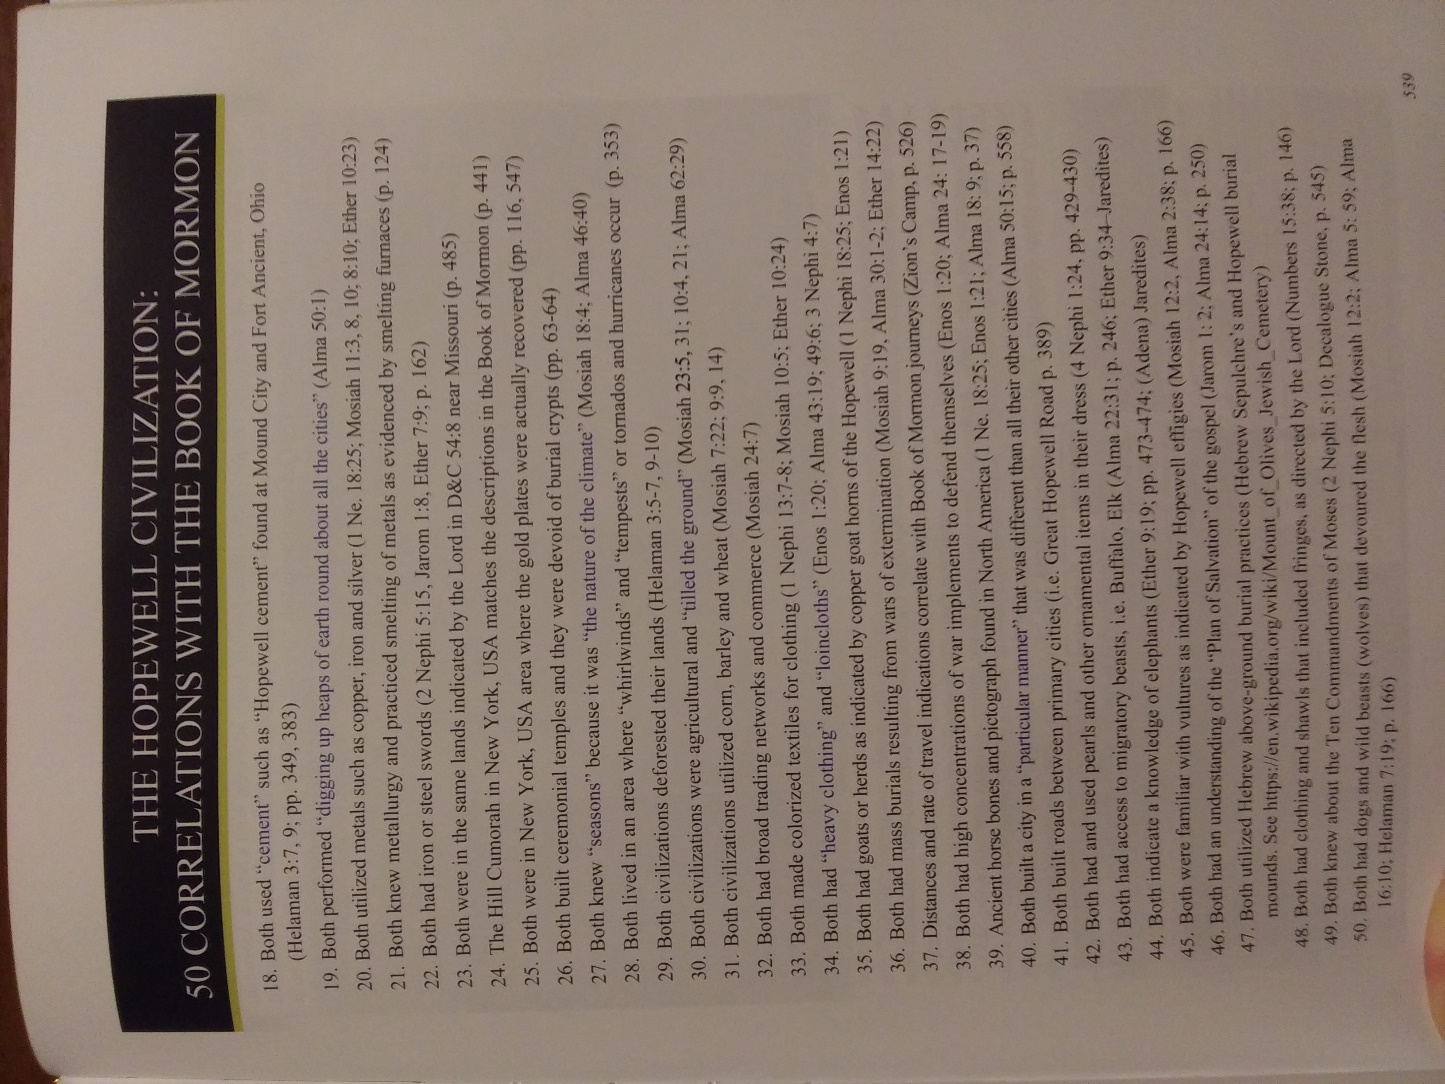 THE HOPEWELL CIVILIZATION:
50 CORRELATIONS WITH THE BOOK OF MORMON
18. Both used “cement” such as “Hopewell cement” found at Mound City and Fort Ancient, Ohio
(Helaman 3:7, 9; pp. 349, 383)
19. Both performed “digging up heaps of earth round about all the cities” (Alma 50:1)
20. Both utilized metals such as copper, iron and silver (1 Ne. 18:25; Mosiah 11:3, 8, 10; 8:10; Ether 10:23)
21. Both knew metallurgy and practiced smelting of metals as evidenced by smelting furnaces (p. 124)
22. Both had iron or steel swords (2 Nephi 5:15, Jarom 1:8, Ether 7:9; p. 162)
23. Both were in the same lands indicated by the Lord in D&C 54:8 near Missouri (p. 485)
24. The Hill Cumorah in New York, USA matches the descriptions in the Book of Mormon (p. 441)
25. Both were in New York, USA area where the gold plates were actually recovered (pp. 116, 547)
26. Both built ceremonial temples and they were devoid of burial crypts (pp. 63-64)
27. Both knew “seasons” because it was “the nature of the climate” (Mosiah 18:4; Alma 46:40)
28. Both lived in an area where “whirlwinds” and “tempests” or tornados and hurricanes occur (p. 353)
29. Both civilizations deforested their lands (Helaman 3:5-7, 9-10)
30. Both civilizations were agricultural and “tilled the ground” (Mosiah 23:5, 31; 10:4, 21; Alma 62:29)
31. Both civilizations utilized corn, barley and wheat (Mosiah 7:22; 9:9, 14)
32. Both had broad trading networks and commerce (Mosiah 24:7)
33. Both made colorized textiles for clothing (1 Nephi 13:7-8; Mosiah 10:5; Ether 10:24)
34. Both had “heavy clothing” and “loincloths” (Enos 1:20; Alma 43:19; 49:6; 3 Nephi 4:7)
35. Both had goats or herds as indicated by copper goat horns of the Hopewell (1 Nephi 18:25; Enos 1:21)
36. Both had mass burials resulting from wars of extermination (Mosiah 9:19, Alma 30:1-2; Ether 14:22)
37. Distances and rate of travel indications correlate with Book of Mormon journeys (Zion’s Camp, p. 526)
38. Both had high concentrations of war implements to defend themselves (Enos 1:20; Alma 24: 17-19)
39. Ancient horse bones and pictograph found in North America (1 Ne. 18:25; Enos 1:21; Alma 18: 9; p. 37)
40. Both built a city in a “particular manner” that was different than all their other cities (Alma 50:15; p. 558)
41. Both built roads between primary cities (i.e. Great Hopewell Road p. 389)
42. Both had and used pearls and other ornamental items in their dress (4 Nephi 1:24, pp. 429-430)
43. Both had access to migratory beasts, i.e. Buffalo, Elk (Alma 22:31; p. 246; Ether 9:34–Jaredites)
44. Both indicate a knowledge of elephants (Ether 9:19; pp. 473-474; (Adena) Jaredites)
45. Both were familiar with vultures as indicated by Hopewell effigies (Mosiah 12:2, Alma 2:38; p. 166)
46. Both had an understanding of the “Plan of Salvation” of the gospel (Jarom 1: 2; Alma 24:14; p. 250)
47. Both utilized Hebrew above-ground burial practices (Hebrew Sepulchre’s and Hopewell burial
mounds. See https://en.wikipedia.org/wiki/Mount_of_Olives_Jewish_Cemetery)
48. Both had clothing and shawls that included fringes, as directed by the Lord (Numbers 15:38; p. 146)
49. Both knew about the Ten Commandments of Moses (2 Nephi 5:10; Decalogue Stone, p. 545)
50. Both had dogs and wild beasts (wolves) that devoured the flesh (Mosiah 12:2; Alma 5: 59; Alma
16:10; Helaman 7:19; p. 166)
539